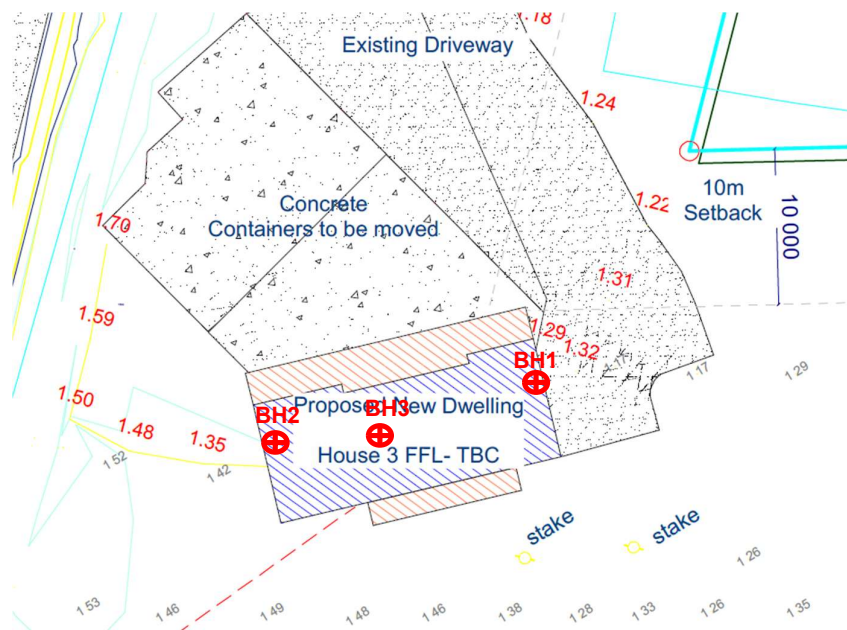 1.18
Existing Driveway
1.24
10m
Setback
10 000
1.22
1.70
Concrete
Containers to be moved
1.31
1.59
1.29
1.32
BH1
1.17
1.29
1.50
1.48
1.35
BH2
Proposed New Dwelling
BH3
House 3 FFL- TBC
1 52
1 42
stake
stake
1 26
1 53
1 46
1 49
1 48
1 46
1 38
1 28
1 33
1 26
1 35